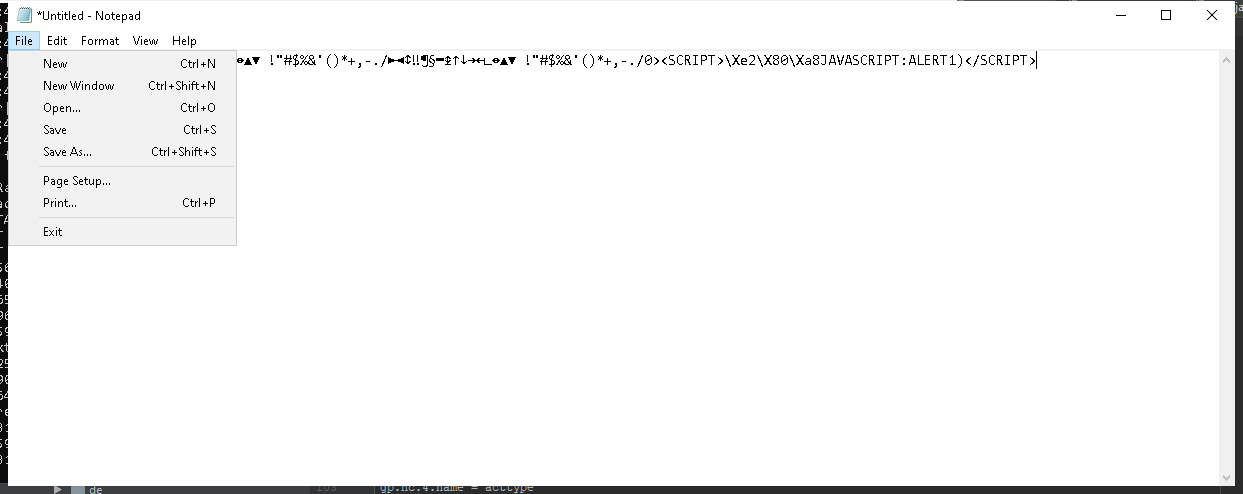 *Untitled - Notepad
File Edit Format View Help
▲▼ !"#$%&'()*+,-./►◄↕‼¶§▬↨↑↓→←∟↔▲▼ !"#$%&'()*+,-./0><SCRIPT>\Xe2\X80\Xa8JAVASCRIPT:ALERT1)</SCRIPT>
New Ctrl+N
New Window Ctrl+Shift+N
Open... Ctrl+O
Save Ctrl+S
Save As... Ctrl+Shift+S
Page Setup...
Print... Ctrl+P
Exit
de
gp.nc.4.name = acctype